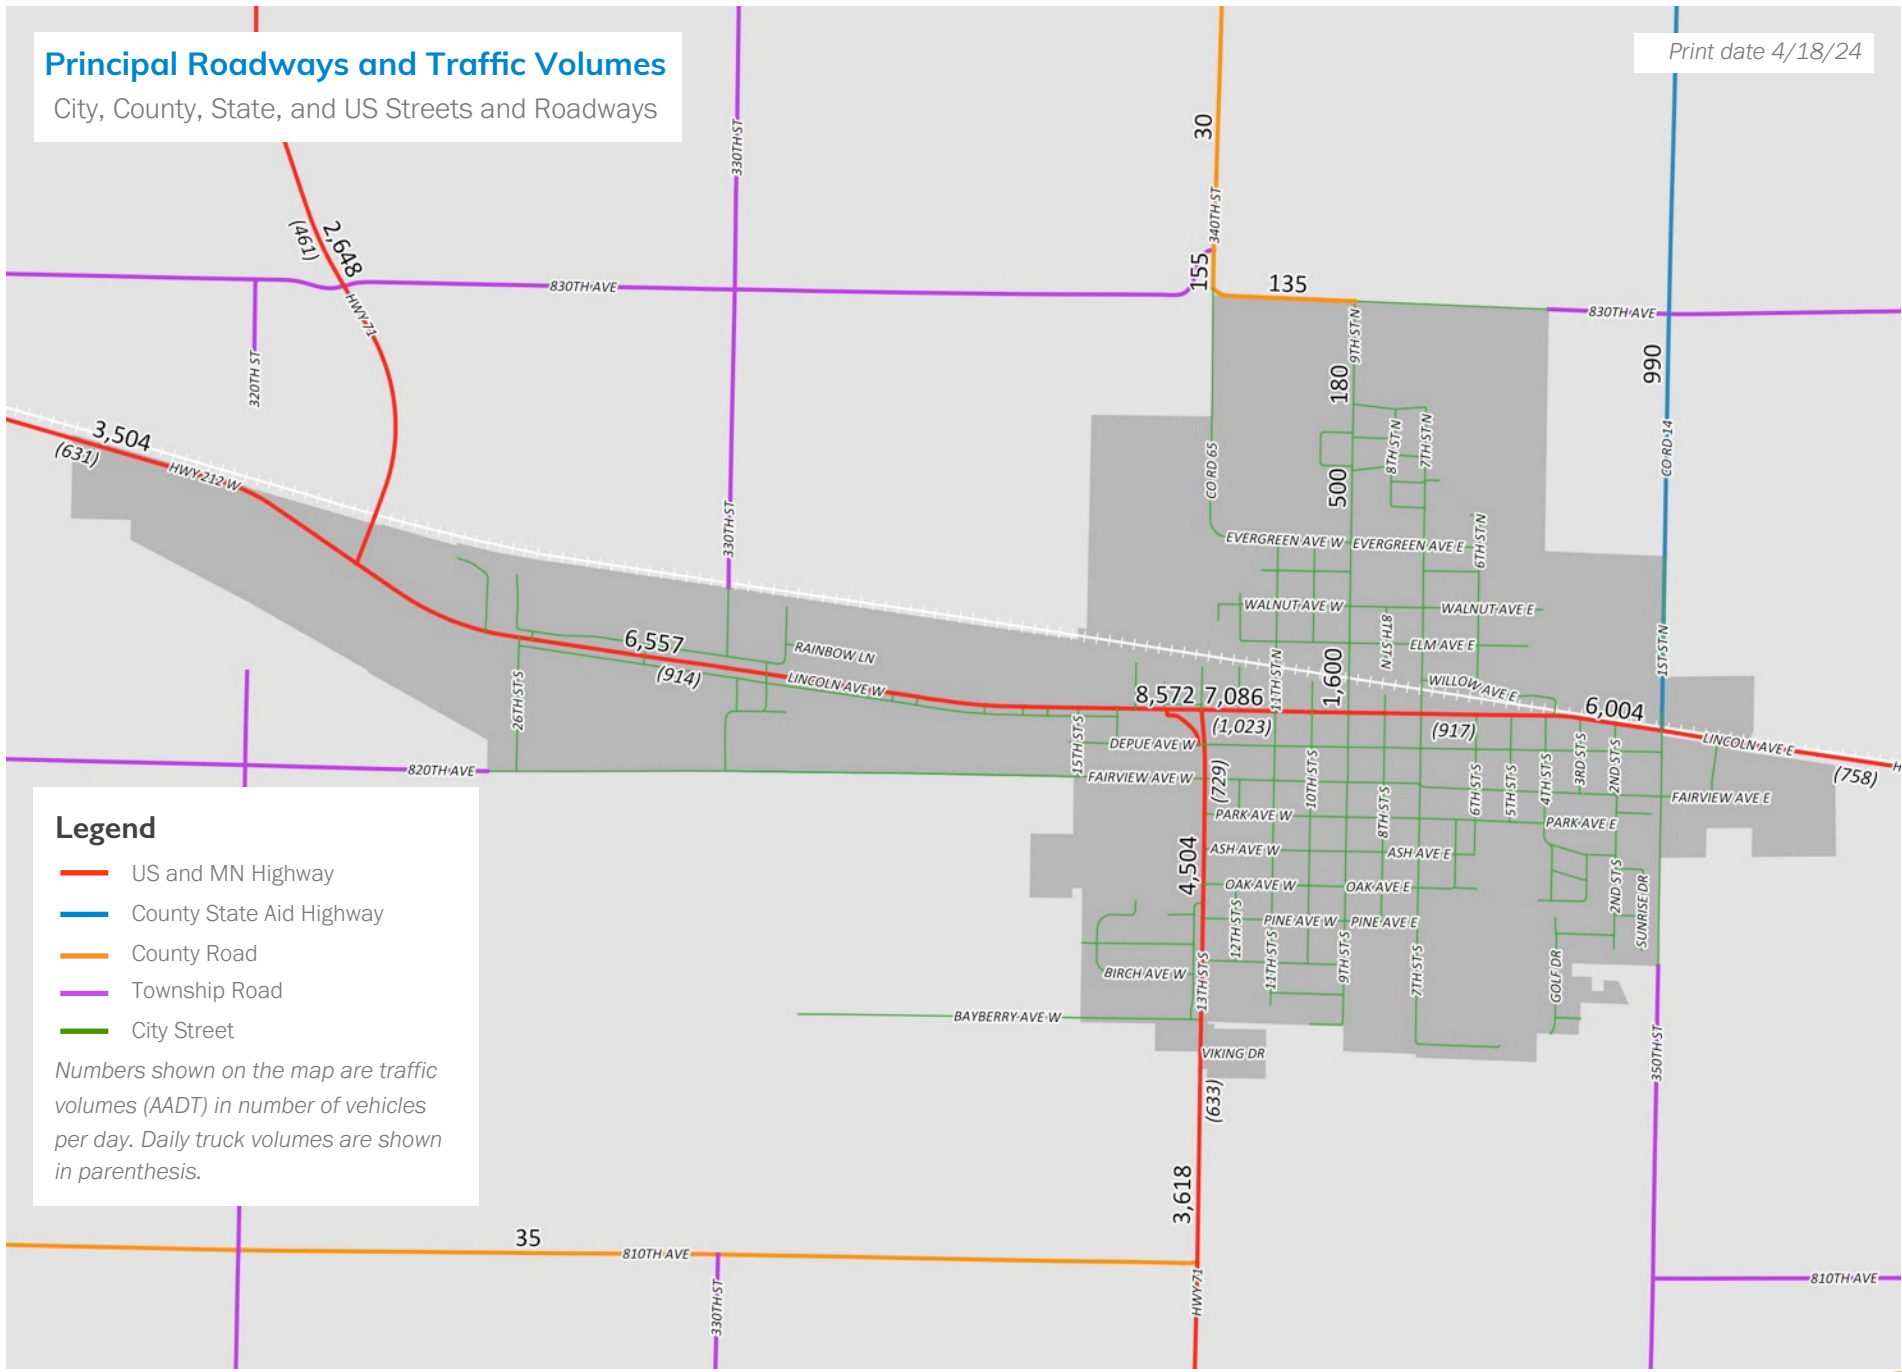 Principal Roadways and Traffic Volumes
City, County, State, and US Streets and Roadways
Print date 4/18/24
330TH ST
30
340TH ST
2,648
(461)
HWY 71
830TH AVE
155
135
830TH AVE
320TH ST
9TH ST N
180
990
3,504
(631)
HWY 212 W
CO RD 65
8TH ST N
7TH ST N
CO RD 14
500
330TH ST
EVERGREEN AVE W
EVERGREEN AVE E
6TH ST N
WALNUT AVE W
WALNUT AVE E
8TH ST N
ELM AVE E
1ST ST N
6,557
(914)
RAINBOW LN
LINCOLN AVE W
11TH ST N
1,600
WILLOW AVE E
26TH ST S
8,572
7,086
(1,023)
(917)
6,004
LINCOLN AVE E
H
(758)
15TH ST S
DEPUE AVE W
3RD ST S
2ND ST S
820TH AVE
FAIRVIEW AVE W
(729)
10TH ST S
6TH ST S
5TH ST S
4TH ST S
FAIRVIEW AVE E
PARK AVE W
8TH ST S
PARK AVE E
4,504
ASH AVE W
ASH AVE E
OAK AVE W
OAK AVE E
2ND ST S
SUNRISE DR
12TH ST S
PINE AVE W
PINE AVE E
11TH ST S
9TH ST S
7TH ST S
GOLF DR
BIRCH AVE W
13TH ST S
BAYBERRY AVE W
VIKING DR
350TH ST
(633)
3,618
Legend
US and MN Highway
County State Aid Highway
County Road
Township Road
City Street
Numbers shown on the map are traffic
volumes (AADT) in number of vehicles
per day. Daily truck volumes are shown
in parenthesis.
35
810TH AVE
330TH ST
HWY 71
810TH AVE